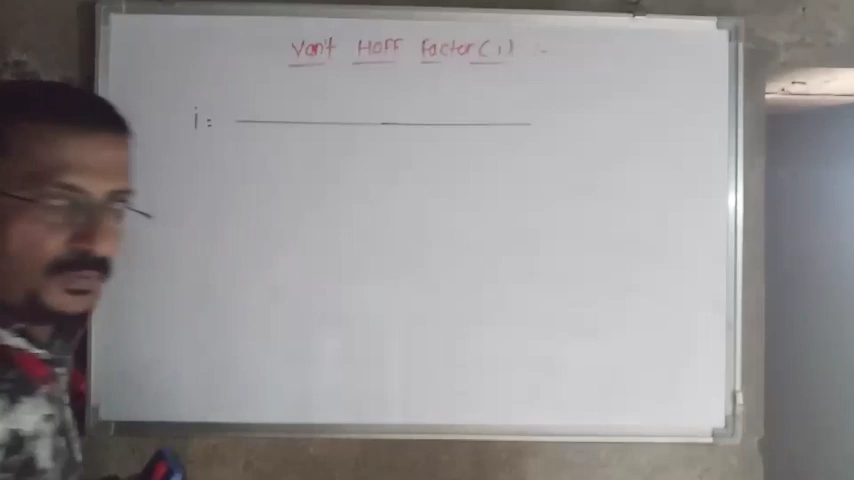 Van't Hoff Factor(i) -
i =